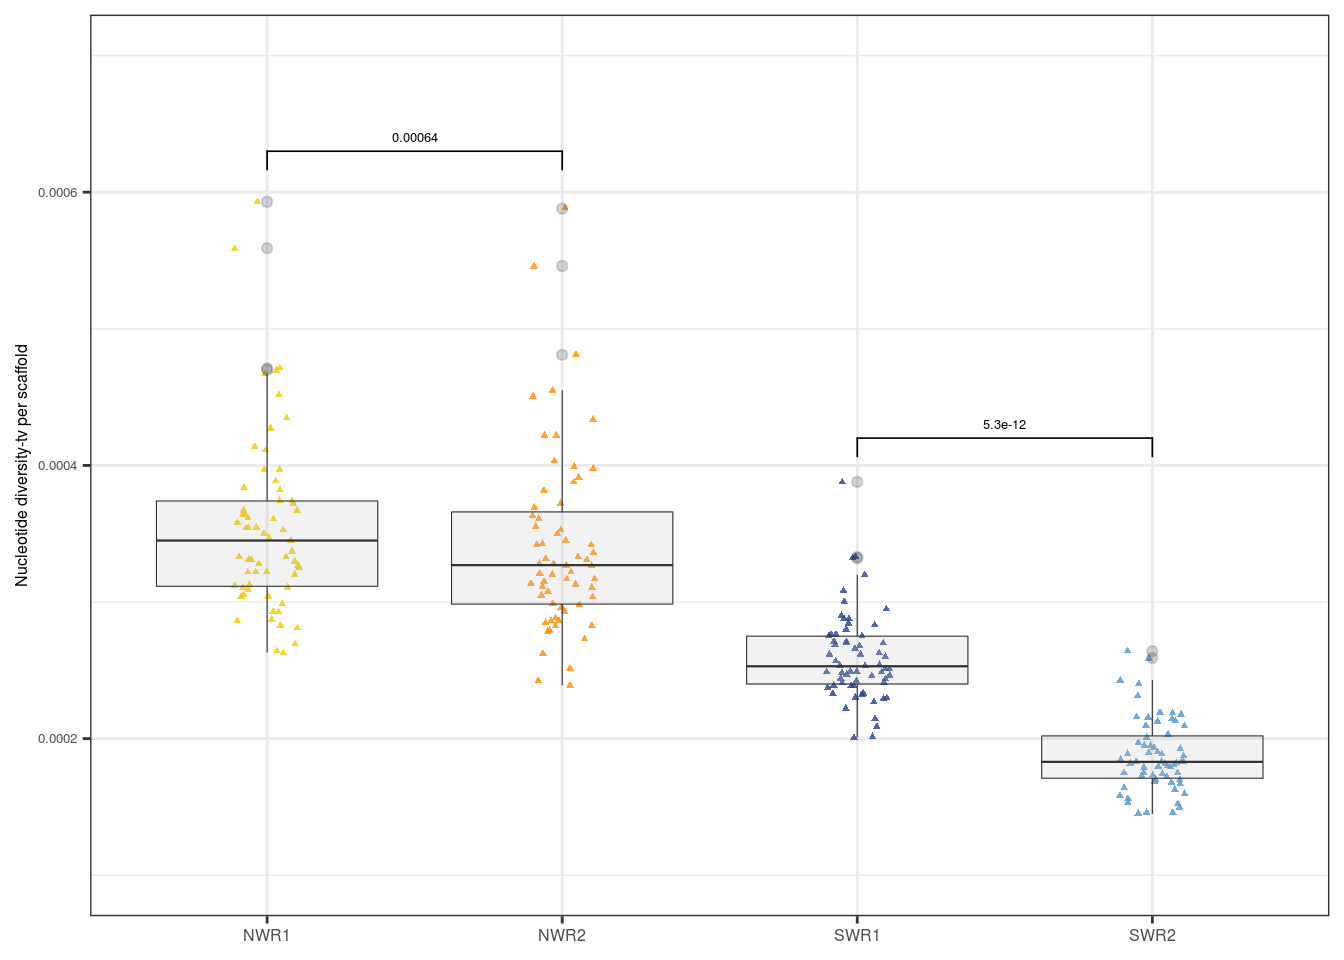 0.00064
0.0006
5.3e-12
0.0004
Nucleotide diversity-tv per scaffold
0.0002
NWR1 NWR2 SWR1 SWR2